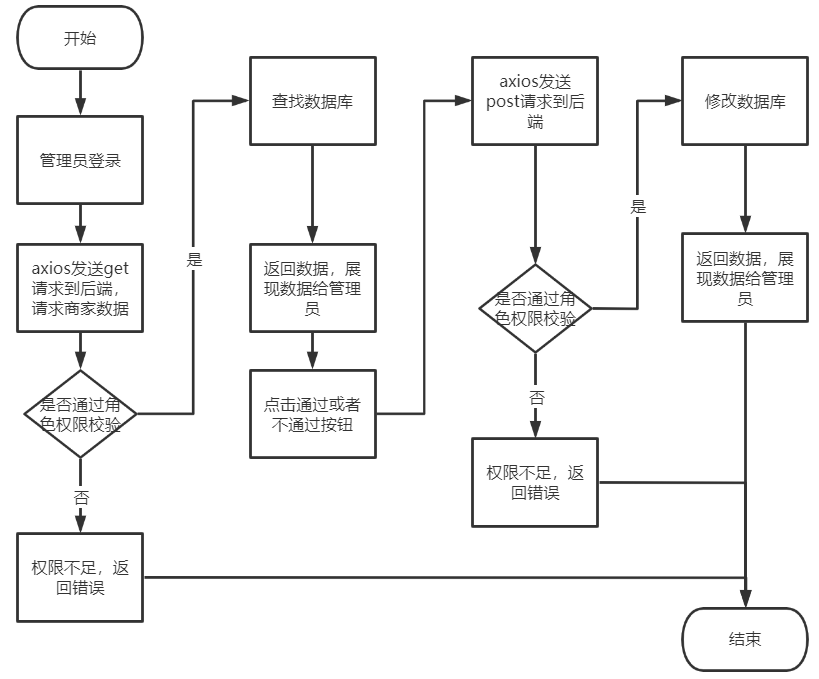 开始
管理员登录
axios发送get
请求到后端，
请求商家数据
是否通过角
色权限校验
否
权限不足，返
回错误
是
查找数据库
返回数据，展
现数据给管理
员
点击通过或者
不通过按钮
axios发送
post请求到后
端
是否通过角
色权限校验
否
权限不足，返
回错误
是
修改数据库
返回数据，展
现数据给管理
员
结束